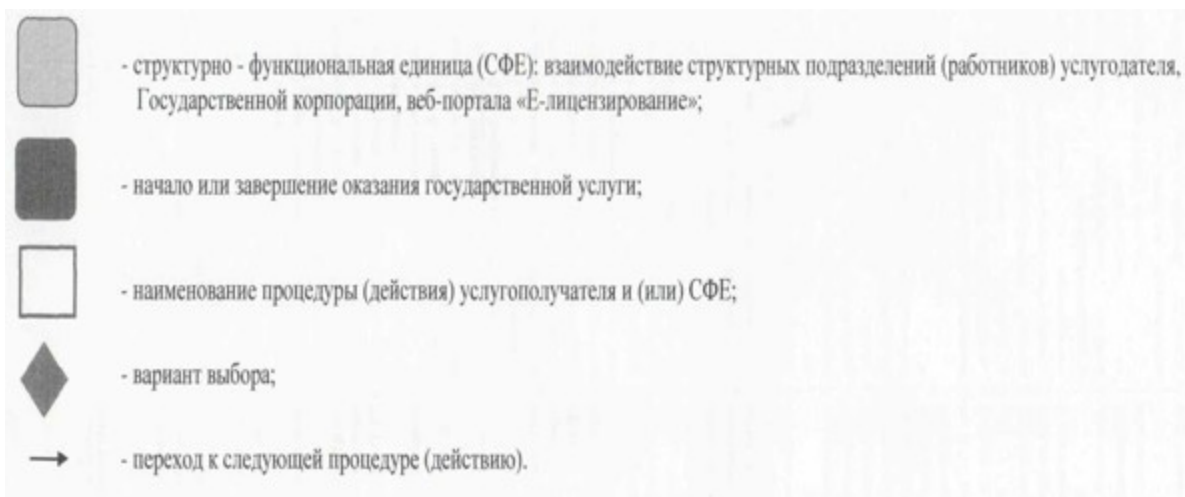 - структурно - функциональная единица (СФЕ): взаимодействие структурных подразделений (работников) услугодателя,
Государственной корпорации, веб-портала «Е-лицензирование»;
- начало или завершение оказания государственной услуги;
- наименование процедуры (действия) услугополучателя и (или) СФЕ;
- вариант выбора;
- переход к следующей процедуре (действию).